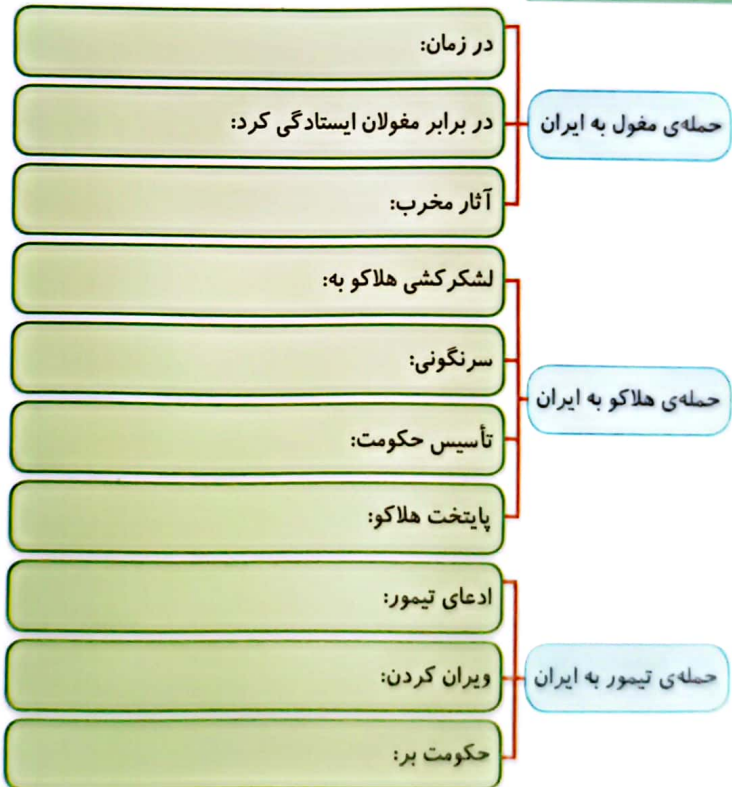 حمله‌ی مغول به ایران
در زمان:
در برابر مغولان ایستادگی کرد:
آثار مخرب:
حمله‌ی هلاکو به ایران
لشکرکشی هلاکو به:
سرنگونی:
تأسیس حکومت:
پایتخت هلاکو:
حمله‌ی تیمور به ایران
ادعای تیمور:
ویران کردن:
حکومت بر: